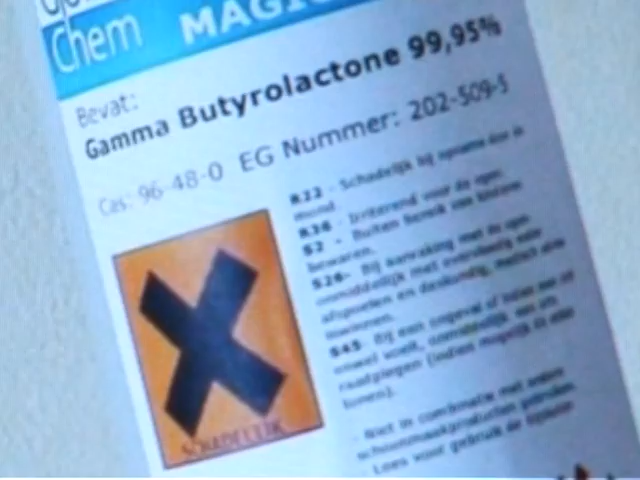 Chem MAGIC
Bevat:
Gamma Butyrolactone 99,95%
Cas: 96-48-0 EG Nummer: 202-509-5
R22 - Schadelijk bij opname door de
mond.
R36 - Irriterend voor de ogen.
S2 - Buiten bereik van kinderen
bewaren.
S26- Bij aanraking met de ogen
onmiddellijk met overvloedig water
afspoelen en deskundig medisch advies
inwinnen.
S45- Bij een ongeval of indien men zich
onwel voelt, onmiddellijk een arts
raadplegen (indien mogelijk
tonen).
SCHADELIJK
- Niet in combinatie met andere
schoonmaakproducten gebruiken.
- Lees voor gebruik de bijsluiter